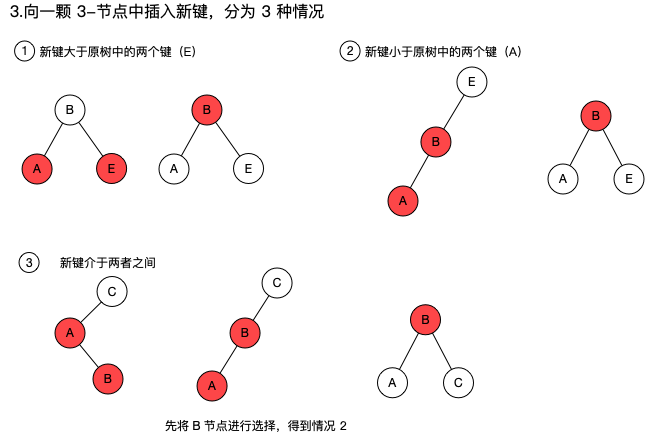 3.向一颗 3-节点中插入新键，分为 3 种情况
1 新键大于原树中的两个键（E）
2 新键小于原树中的两个键（A）
B
A E
B
A E
E
B
A
B
A E
3 新键介于两者之间
C
A
B
C
B
A
B
A C
先将 B 节点进行选择，得到情况 2